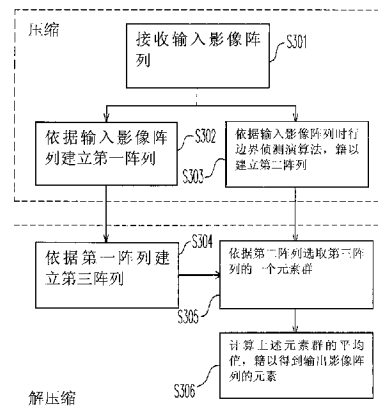 压缩
接收输入影像阵
列
S301
依据输入影像阵
列建立第一阵列
S302
依据输入影像阵列时行
边界侦测演算法，籍以
建立第二阵列
S303
依据第一阵列建
立第三阵列
S304
依据第二阵列选取第三阵
列的一个元素群
S305
计算上述元素群的平均
值，籍以得到输出影像阵
列的元素
S306
解压缩